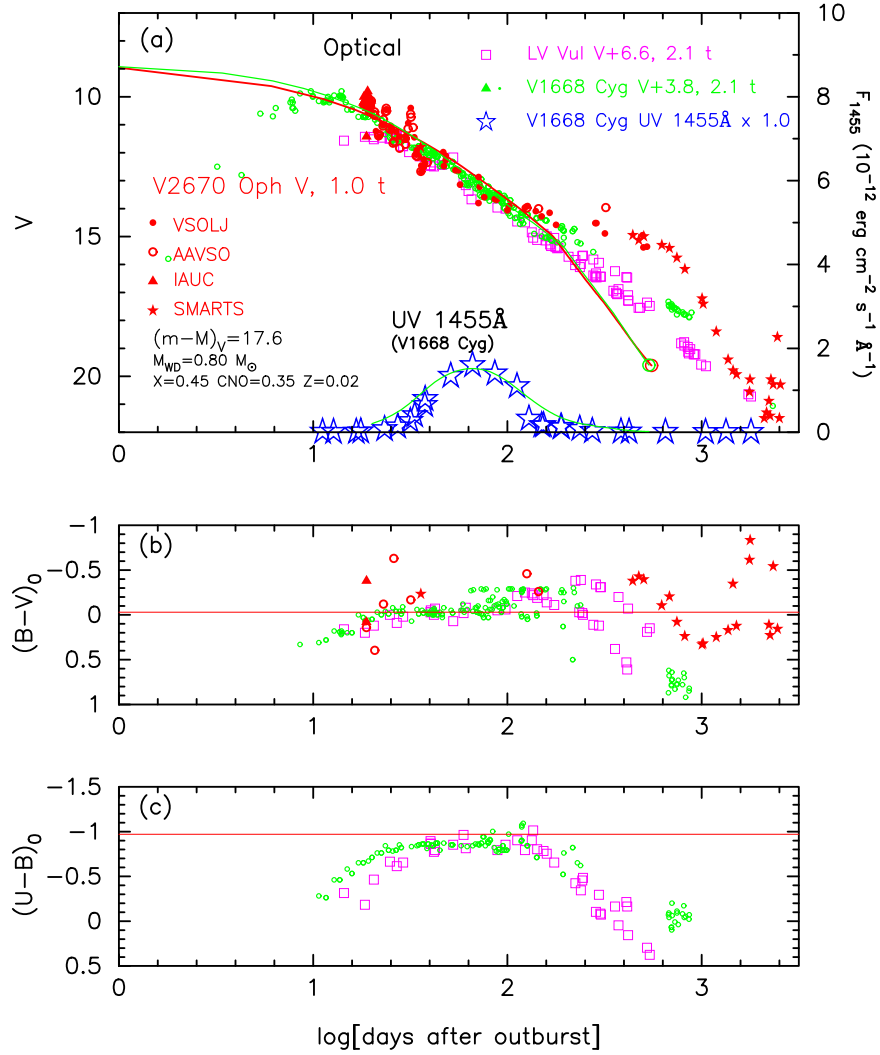 (a)
Optical
LV Vul V+6.6, 2.1 t
V1668 Cyg V+3.8, 2.1 t
V1668 Cyg UV 1455Å x 1.0
V2670 Oph V, 1.0 t
VSOLJ
AAVSO
IAUC
SMARTS
(m−M)V=17.6
MWD=0.80 M⊙
X=0.45 CNO=0.35 Z=0.02
UV 1455Å
(V1668 Cyg)
V
10
15
20
F1455 (10−12 erg cm−2 s−1 Å−1)
10
8
6
4
2
0
0 1 2 3
(b)
(B−V)0
−1
−0.5
0
0.5
1
0 1 2 3
(c)
(U−B)0
−1.5
−1
−0.5
0
0.5
0 1 2 3
log[days after outburst]